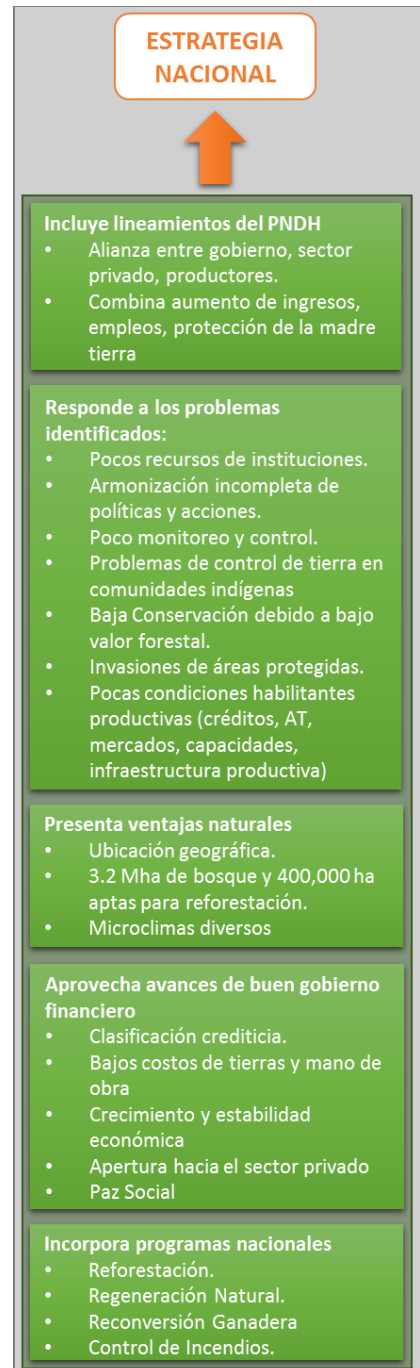 ESTRATEGIA
NACIONAL
Incluye lineamientos del PNDH
• Alianza entre gobierno, sector
privado, productores.
• Combina aumento de ingresos,
empleos, protección de la madre
tierra
Responde a los problemas
identificados:
• Pocos recursos de instituciones.
• Armonización incompleta de
políticas y acciones.
• Poco monitoreo y control.
• Problemas de control de tierra en
comunidades indígenas
• Baja Conservación debido a bajo
valor forestal.
• Invasiones de áreas protegidas.
• Pocas condiciones habilitantes
productivas (créditos, AT,
mercados, capacidades,
infraestructura productiva)
Presenta ventajas naturales
• Ubicación geográfica.
• 3.2 Mha de bosque y 400,000 ha
aptas para reforestación.
• Microclimas diversos
Aprovecha avances de buen gobierno
financiero
• Clasificación crediticia.
• Bajos costos de tierras y mano de
obra
• Crecimiento y estabilidad
económica
• Apertura hacia el sector privado
• Paz Social
Incorpora programas nacionales
• Reforestación.
• Regeneración Natural.
• Reconversión Ganadera
• Control de Incendios.